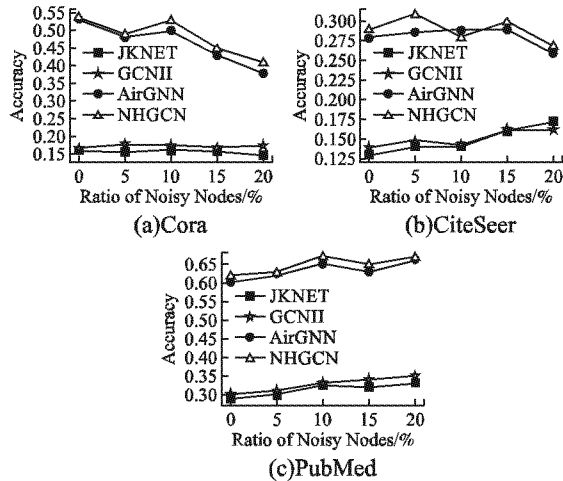 Accuracy
0.55
0.50
0.45
0.40
0.35
0.30
0.25
0.20
0.15
JKNET
GCNII
AirGNN
NHGCN
0 5 10 15 20
Ratio of Noisy Nodes/%
(a)Cora
Accuracy
0.300
0.275
0.250
0.225
0.200
0.175
0.150
0.125
JKNET
GCNII
AirGNN
NHGCN
0 5 10 15 20
Ratio of Noisy Nodes/%
(b)CiteSeer
Accuracy
0.65
0.60
0.55
0.50
0.45
0.40
0.35
0.30
JKNET
GCNII
AirGNN
NHGCN
0 5 10 15 20
Ratio of Noisy Nodes/%
(c)PubMed